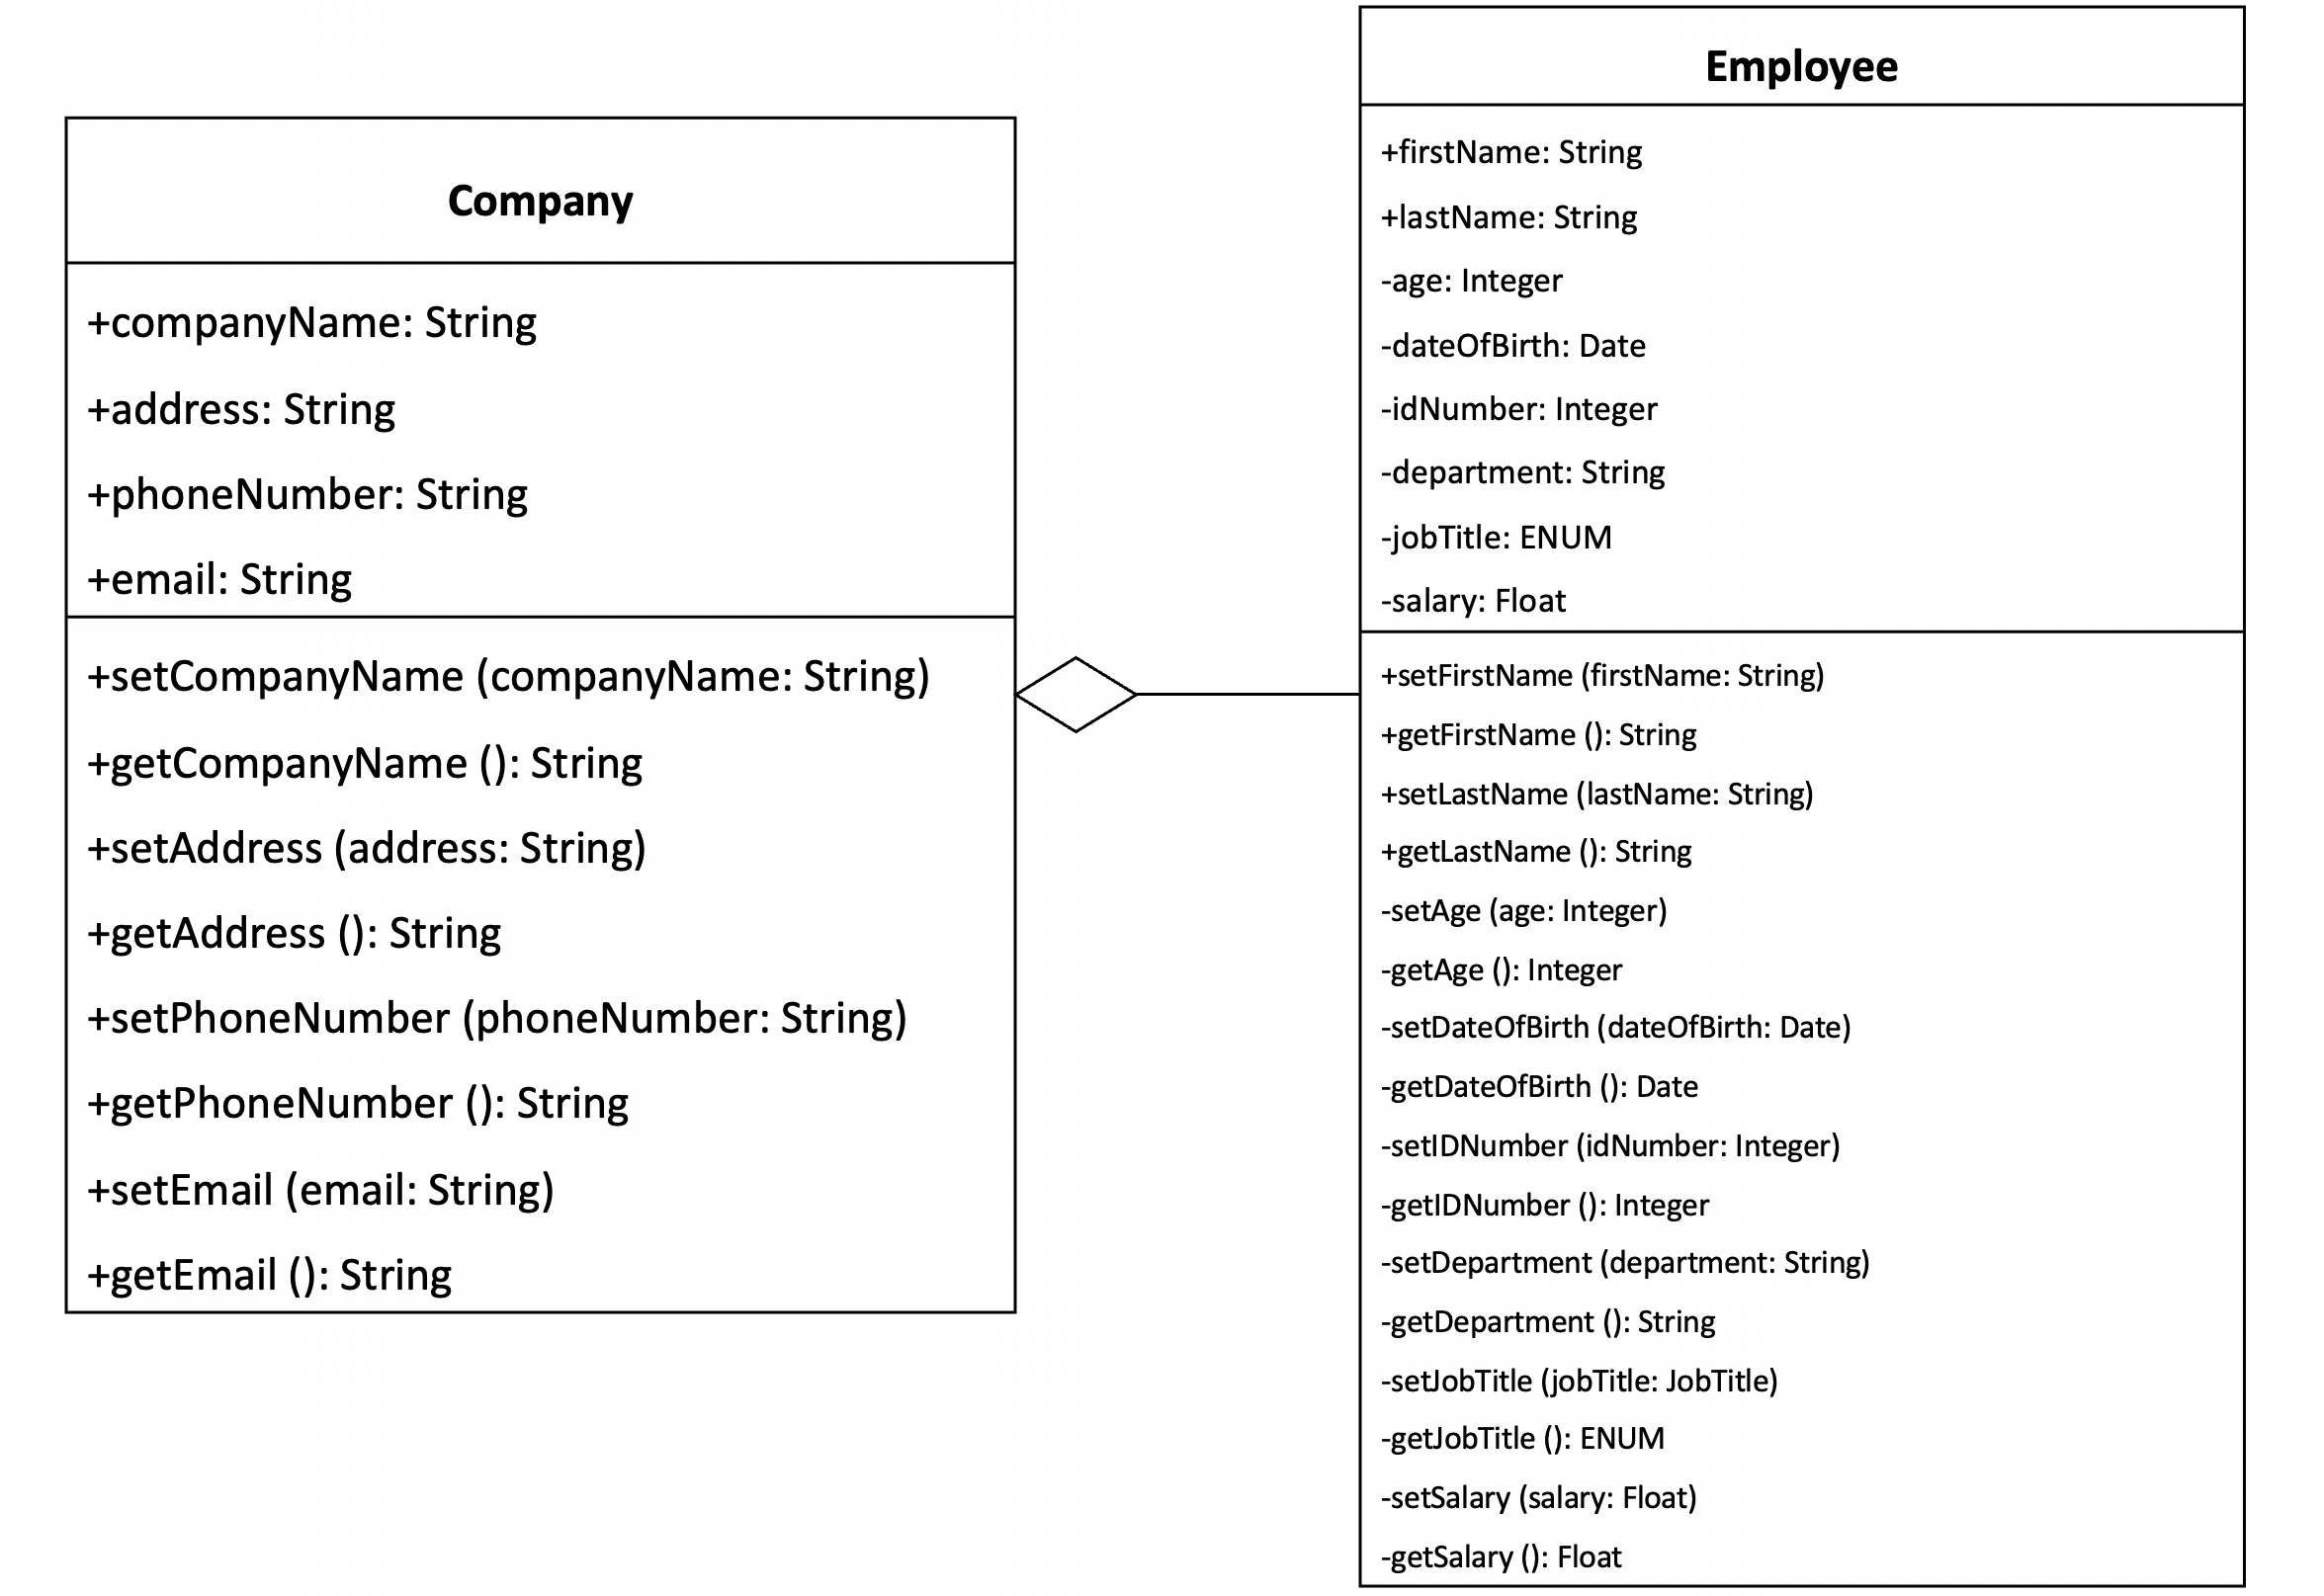 Company
+companyName: String
+address: String
+phoneNumber: String
+email: String
+setCompanyName (companyName: String)
+getCompanyName (): String
+setAddress (address: String)
+getAddress (): String
+setPhoneNumber (phoneNumber: String)
+getPhoneNumber (): String
+setEmail (email: String)
+getEmail (): String
Employee
+firstName: String
+lastName: String
-age: Integer
-dateOfBirth: Date
-idNumber: Integer
-department: String
-jobTitle: ENUM
-salary: Float
+setFirstName (firstName: String)
+getFirstName (): String
+setLastName (lastName: String)
+getLastName (): String
-setAge (age: Integer)
-getAge (): Integer
-setDateOfBirth (dateOfBirth: Date)
-getDateOfBirth (): Date
-setIDNumber (idNumber: Integer)
-getIDNumber (): Integer
-setDepartment (department: String)
-getDepartment (): String
-setJobTitle (jobTitle: JobTitle)
-getJobTitle (): ENUM
-setSalary (salary: Float)
-getSalary (): Float